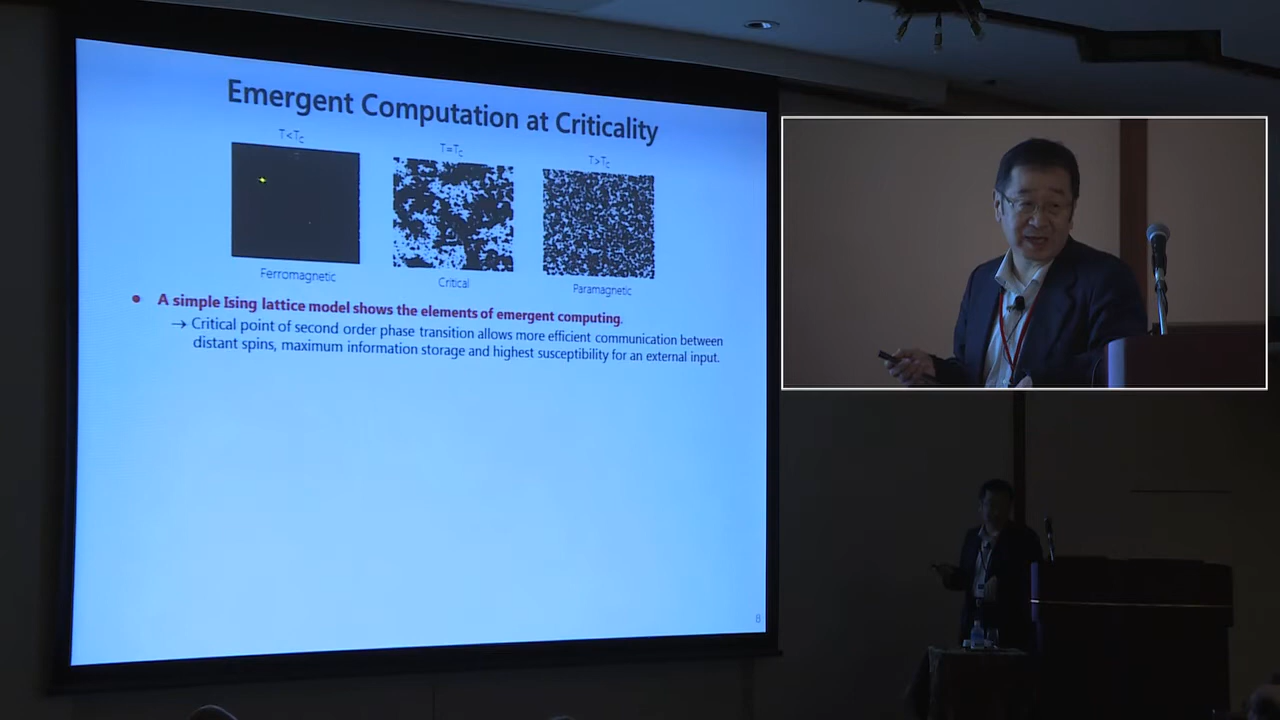 Emergent Computation at Criticality
T<Tc
T=Tc
T>Tc
Ferromagnetic
Critical
Paramagnetic
• A simple Ising lattice model shows the elements of emergent computing.
→ Critical point of second order phase transition allows more efficient communication between
distant spins, maximum information storage and highest susceptibility for an external input.
8